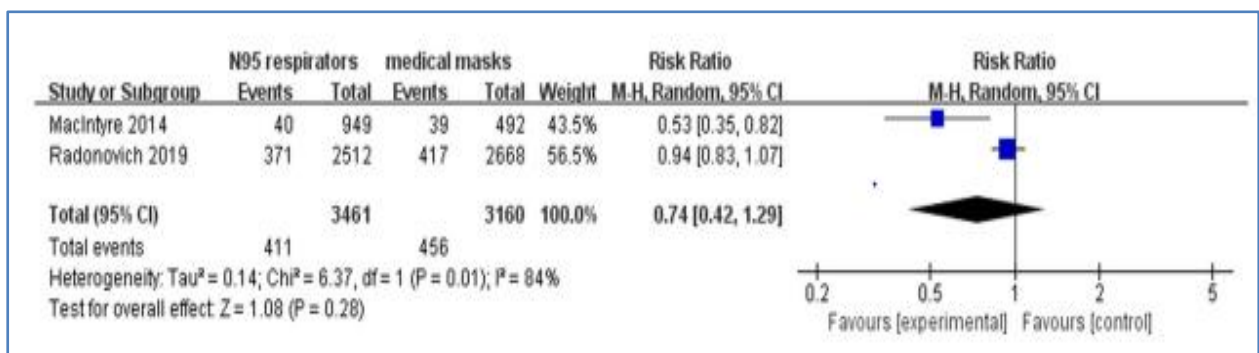 N95 respirators medical masks Risk Ratio Risk Ratio
Study or Subgroup Events Total Events Total Weight M-H, Random, 95% CI M-H, Random, 95% CI
MacIntyre 2014 40 949 39 492 43.5% 0.53 [0.35, 0.82]
Radonovich 2019 371 2512 417 2668 56.5% 0.94 [0.83, 1.07]
Total (95% CI) 3461 3160 100.0% 0.74 [0.42, 1.29]
Total events 411 456
Heterogeneity: Tau² = 0.14; Chi² = 6.37, df = 1 (P = 0.01); I² = 84%
Test for overall effect: Z = 1.08 (P = 0.28)
0.2 0.5 1 2 5
Favours [experimental] Favours [control]